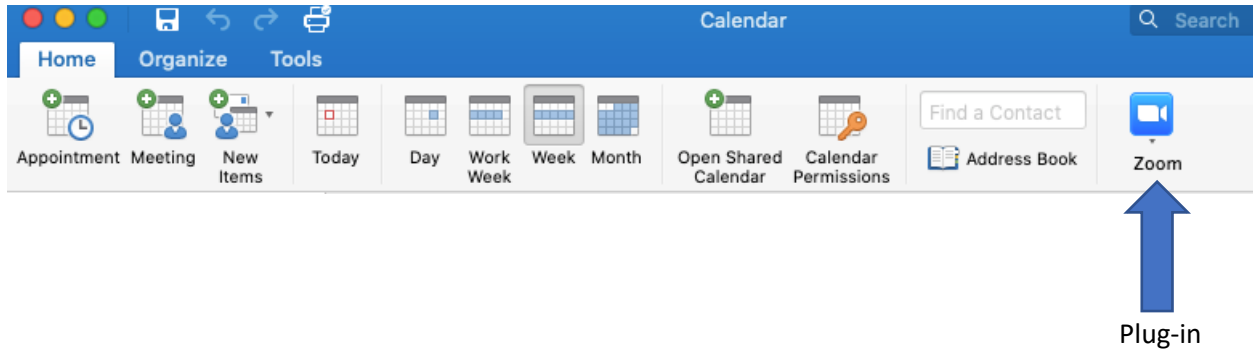 Calendar
Search
Home Organize Tools
Appointment Meeting New Items Today Day Work Week Week Month Open Shared Calendar Calendar Permissions
Find a Contact
Address Book
Zoom
Plug-in